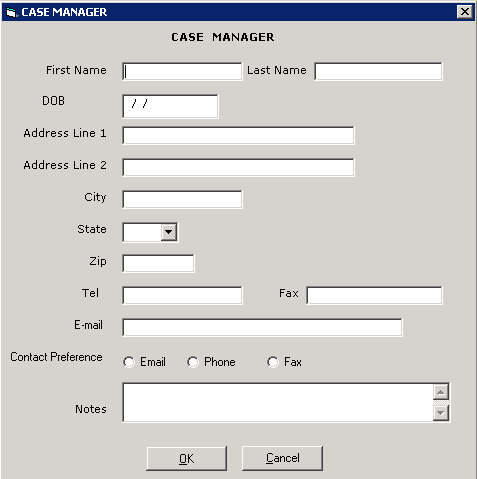 CASE MANAGER
CASE MANAGER
First Name Last Name
DOB / /
Address Line 1
Address Line 2
City
State
Zip
Tel Fax
E-mail
Contact Preference Email Phone Fax
Notes
OK Cancel